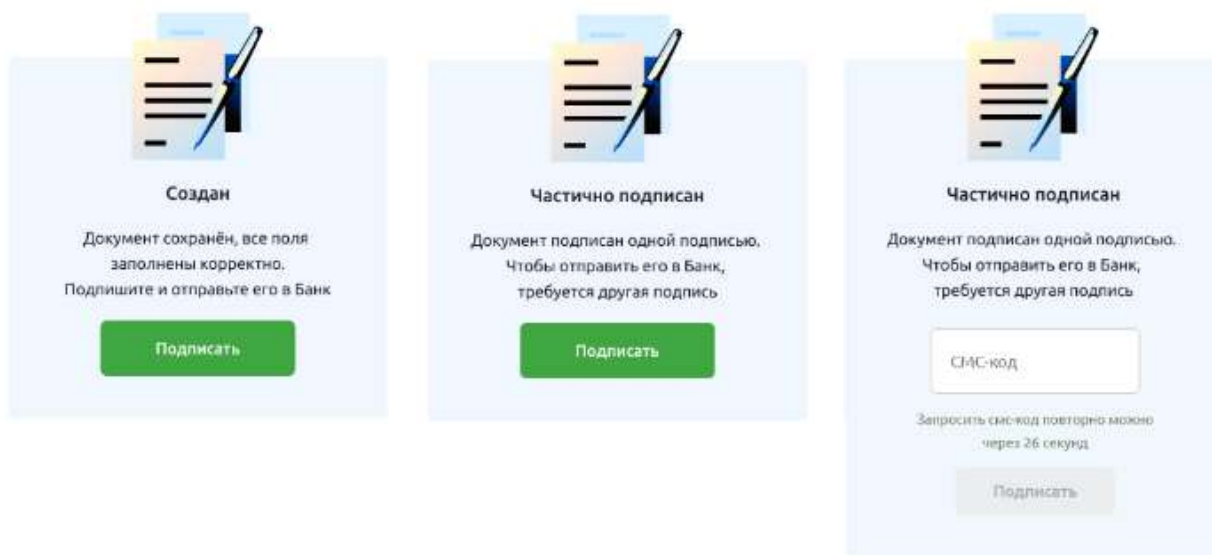 Создан
Документ сохранён, все поля
заполнены корректно.
Подпишите и отправьте его в Банк
Подписать
Частично подписан
Документ подписан одной подписью.
Чтобы отправить его в Банк,
требуется другая подпись
Подписать
Частично подписан
Документ подписан одной подписью.
Чтобы отправить его в Банк,
требуется другая подпись
СМС-код
Запросить смс-код повторно можно
через 26 секунд
Подписать